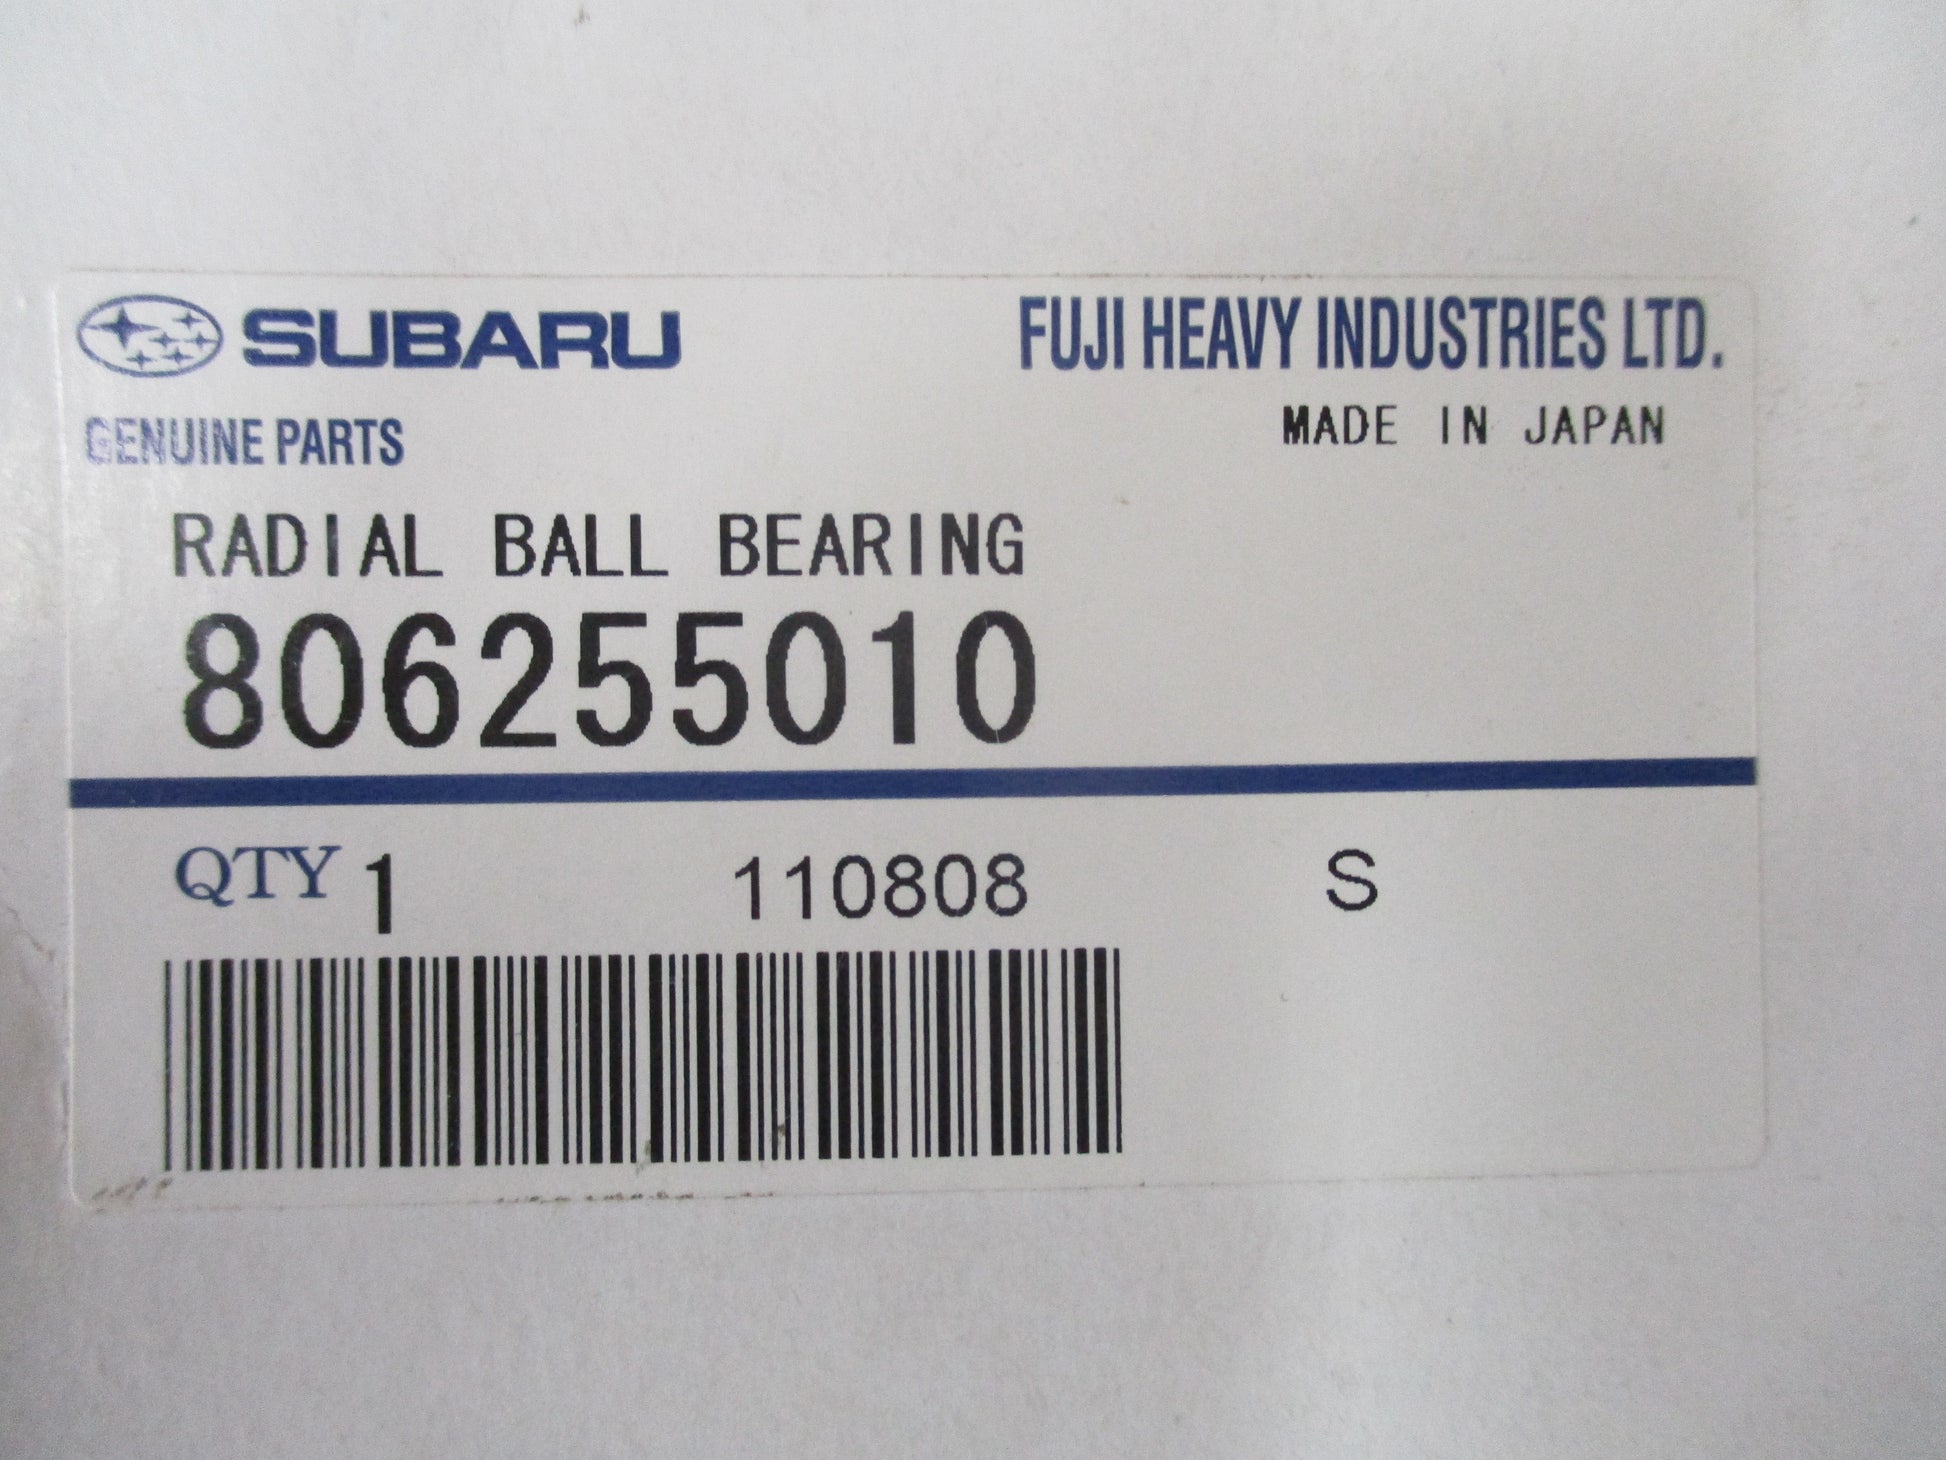 SUBARU
FUJI HEAVY INDUSTRIES LTD.
GENUINE PARTS
MADE IN JAPAN
RADIAL BALL BEARING
806255010
QTY 1 110808 S